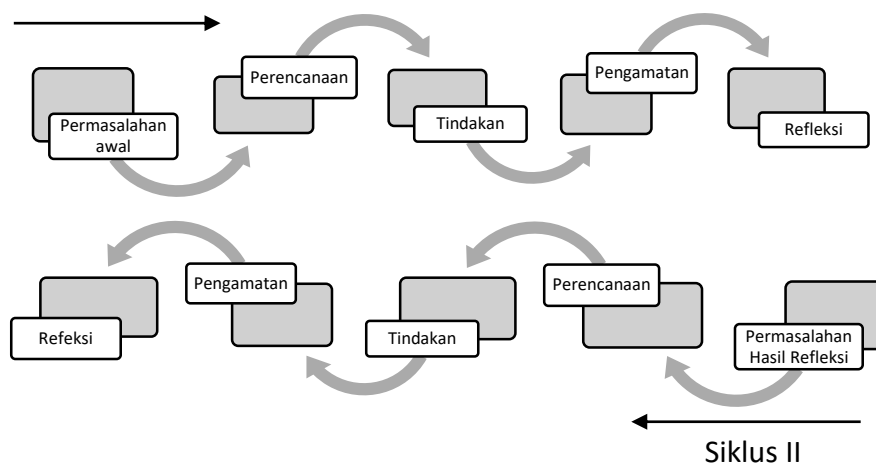 Perencanaan
Pengamatan
Permasalahan
awal
Tindakan
Refleksi
Pengamatan
Perencanaan
Refeksi
Tindakan
Permasalahan
Hasil Refleksi
Siklus II